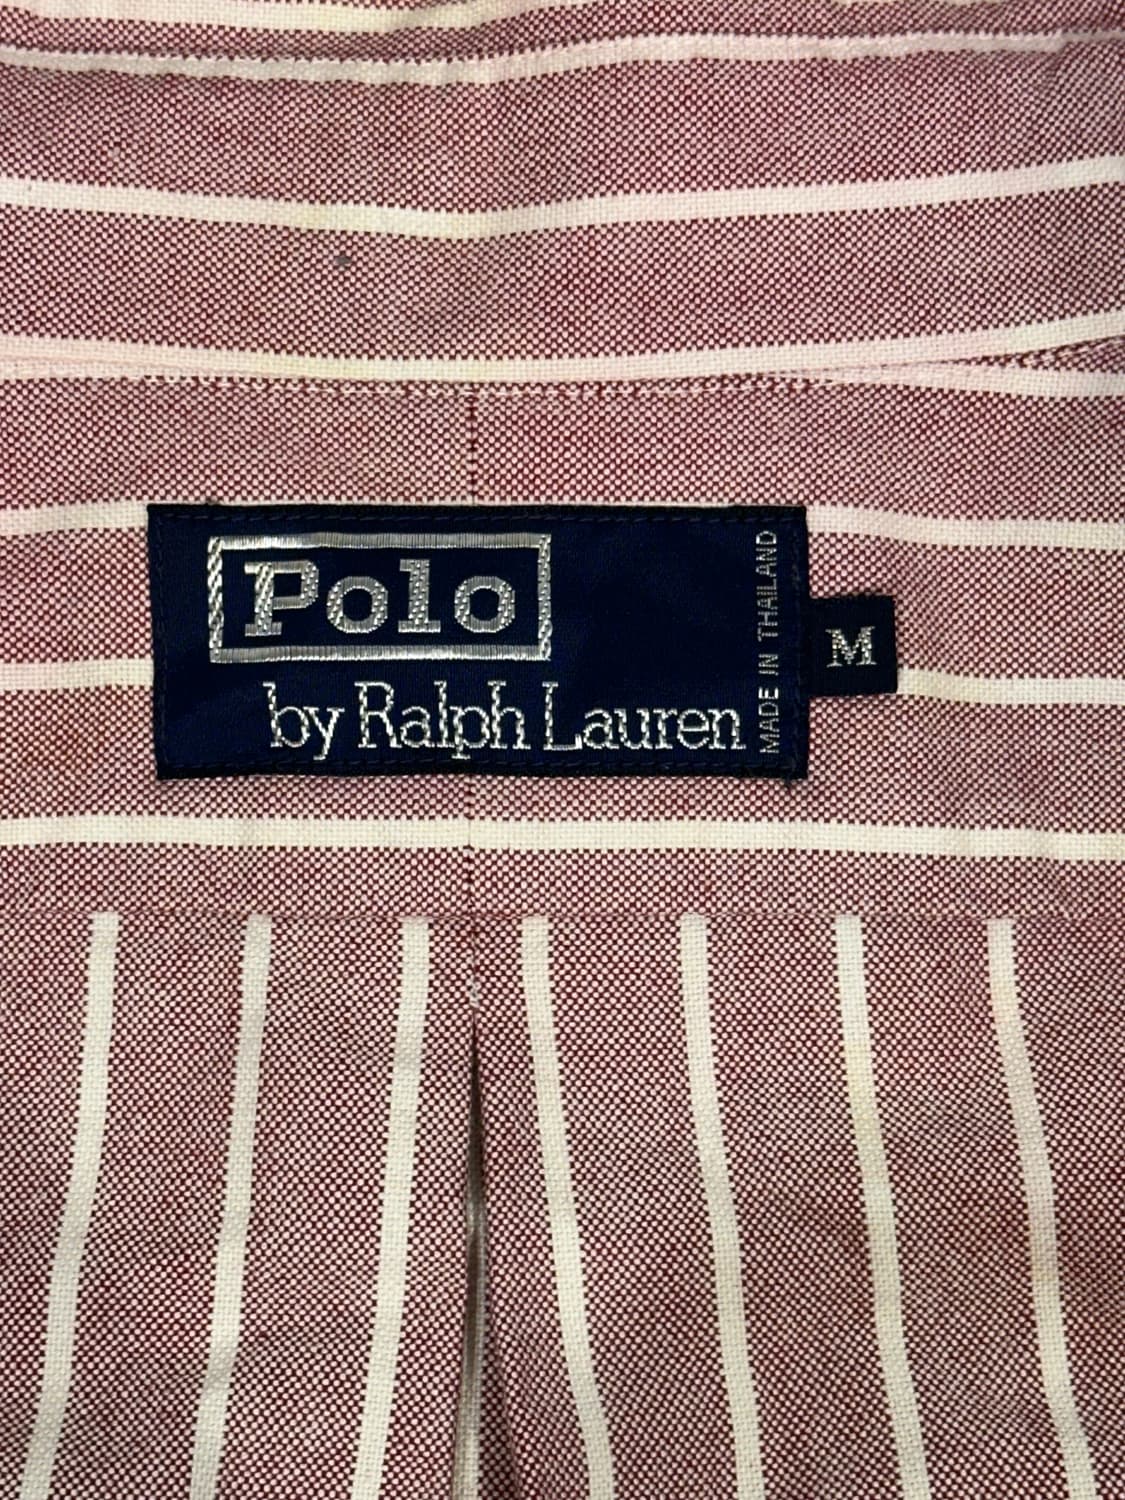 Polo
by Ralph Lauren
MADE IN THAILAND
M